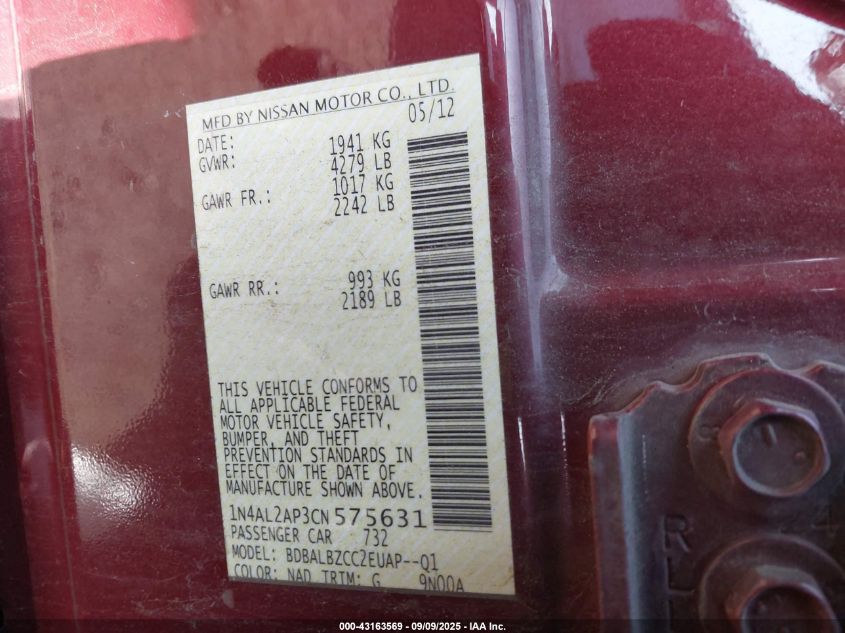 MFD BY NISSAN MOTOR CO., LTD.
DATE: 05/12
GVWR: 1941 KG
4279 LB
GAWR FR.: 1017 KG
2242 LB
GAWR RR.: 993 KG
2189 LB
THIS VEHICLE CONFORMS TO
ALL APPLICABLE FEDERAL
MOTOR VEHICLE SAFETY,
BUMPER, AND THEFT
PREVENTION STANDARDS IN
EFFECT ON THE DATE OF
MANUFACTURE SHOWN ABOVE.
1N4AL2AP3CN575631
PASSENGER CAR 732
MODEL: BDBALBZCC2EUAP--Q1
COLOR: NAD TRIM: G 9N00A
000-43163569 - 09/09/2025 - IAA Inc.